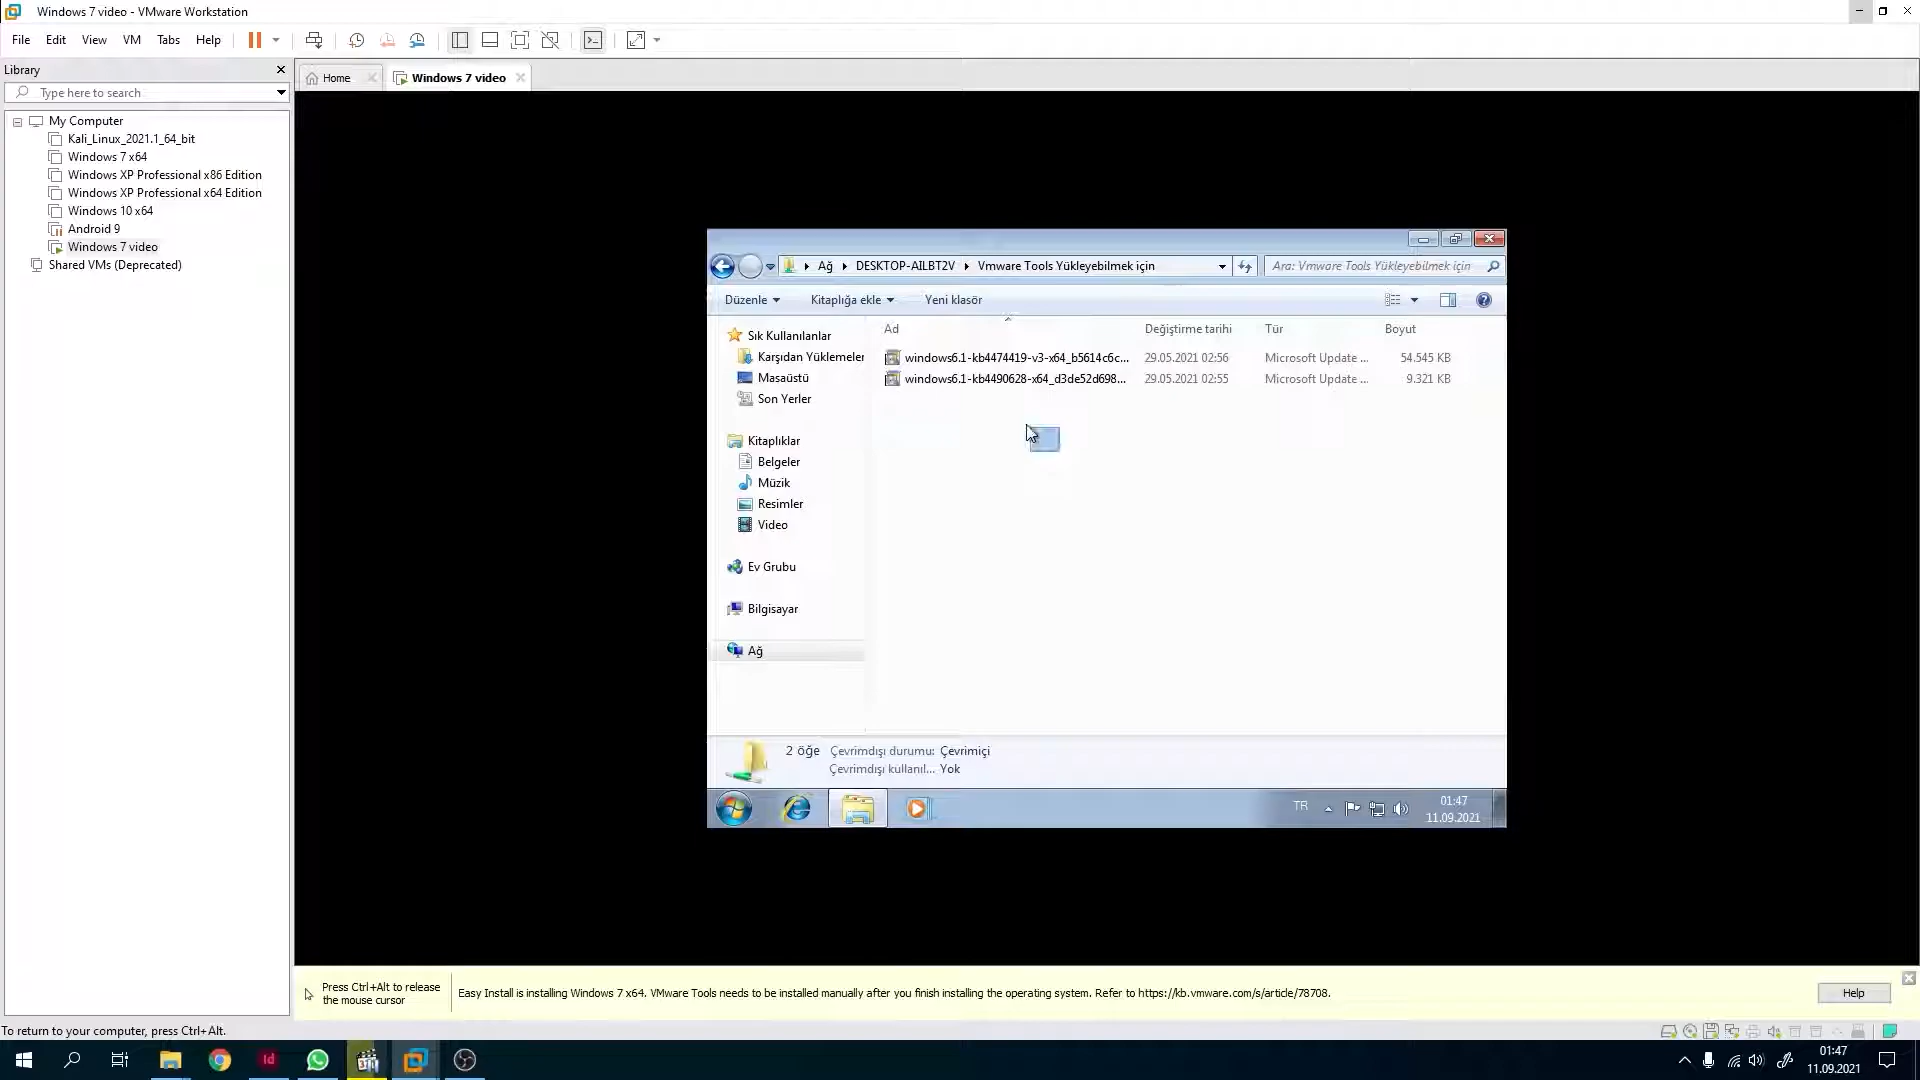 Windows 7 video - VMware Workstation
File Edit View VM Tabs Help
Library
Type here to search
My Computer
Kali_Linux_2021.1_64_bit
Windows 7 x64
Windows XP Professional x86 Edition
Windows XP Professional x64 Edition
Windows 10 x64
Android 9
Windows 7 video
Shared VMs (Deprecated)
Home
Windows 7 video
Ağ DESKTOP-AILBT2V Vmware Tools Yükleyebilmek için
Ara: Vmware Tools Yükleyebilmek için
Düzenle Kitaplığa ekle Yeni klasör
Sık Kullanılanlar
Karşıdan Yüklemeler
Masaüstü
Son Yerler
Kitaplıklar
Belgeler
Müzik
Resimler
Video
Ev Grubu
Bilgisayar
Ağ
Ad Değiştirme tarihi Tür Boyut
windows6.1-kb4474419-v3-x64_b5614c6c... 29.05.2021 02:56 Microsoft Update ... 54.545 KB
windows6.1-kb4490628-x64_d3de52d698... 29.05.2021 02:55 Microsoft Update ... 9.321 KB
2 öğe Çevrimdışı durumu: Çevrimiçi
Çevrimdışı kullanıl... Yok
TR
01:47
11.09.2021
Press Ctrl+Alt to release
the mouse cursor
Easy Install is installing Windows 7 x64. VMware Tools needs to be installed manually after you finish installing the operating system. Refer to https://kb.vmware.com/s/article/78708.
Help
To return to your computer, press Ctrl+Alt.
Id
01:47
11.09.2021